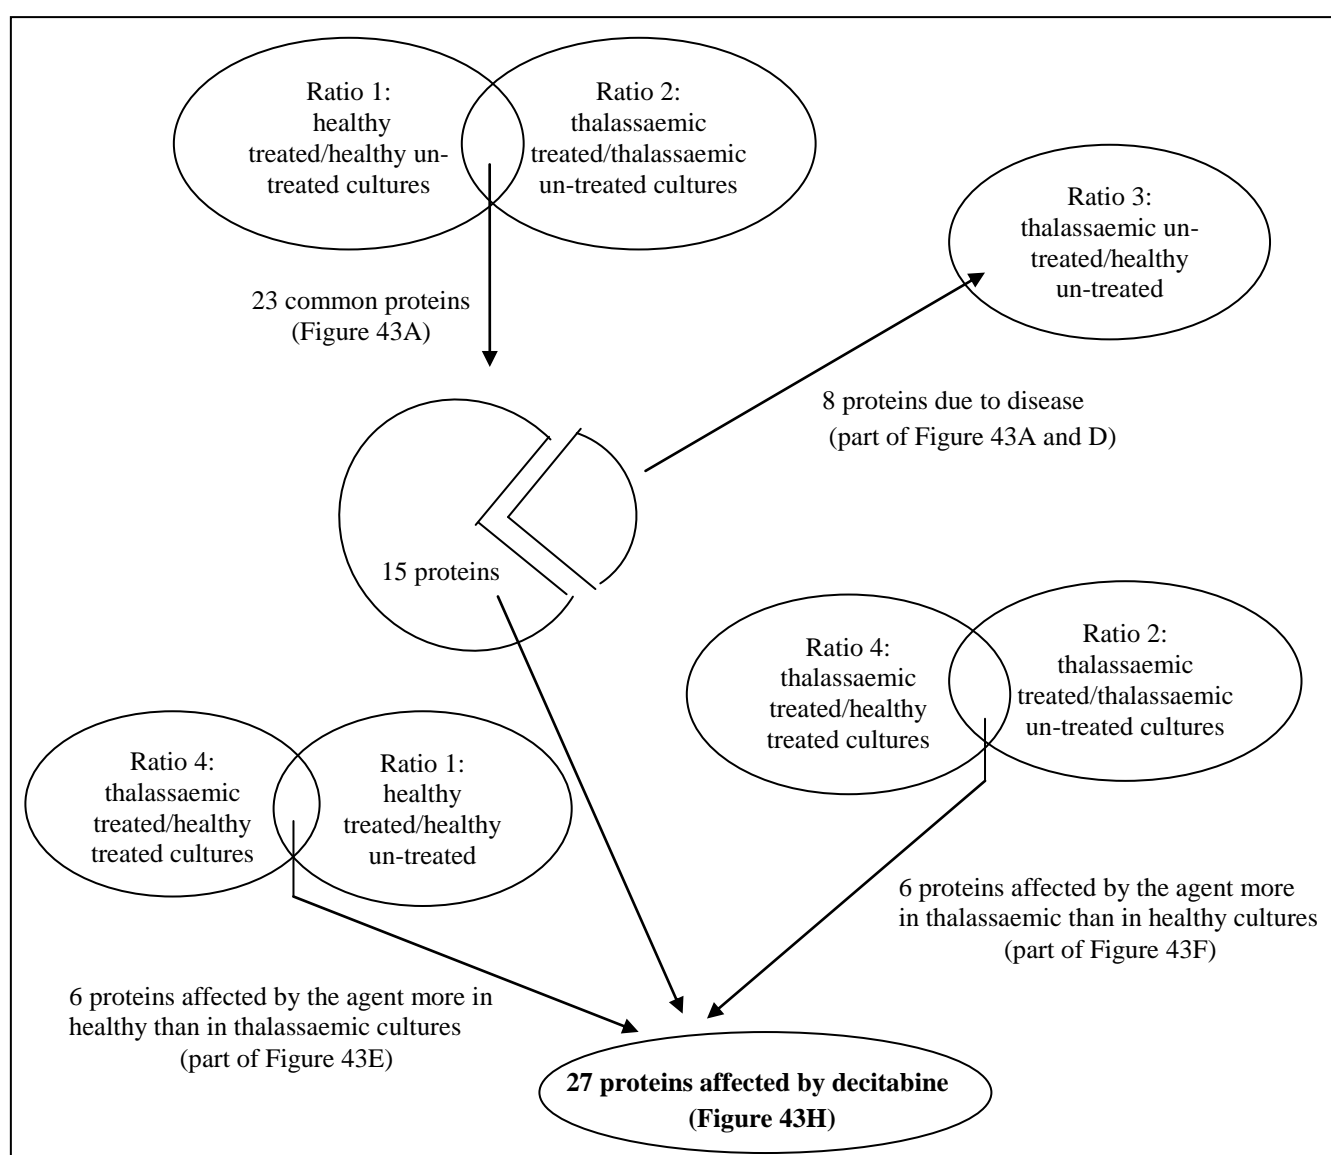 Ratio 1:
healthy
treated/healthy un-
treated cultures
Ratio 2:
thalassaemic
treated/thalassaemic
un-treated cultures
Ratio 3:
thalassaemic un-
treated/healthy
un-treated
23 common proteins
(Figure 43A)
8 proteins due to disease
(part of Figure 43A and D)
15 proteins
Ratio 4:
thalassaemic
treated/healthy
treated cultures
Ratio 2:
thalassaemic
treated/thalassaemic
un-treated cultures
Ratio 4:
thalassaemic
treated/healthy
treated cultures
Ratio 1:
healthy
treated/healthy
un-treated
6 proteins affected by the agent more
in thalassaemic than in healthy cultures
(part of Figure 43F)
6 proteins affected by the agent more in
healthy than in thalassaemic cultures
(part of Figure 43E)
27 proteins affected by decitabine
(Figure 43H)